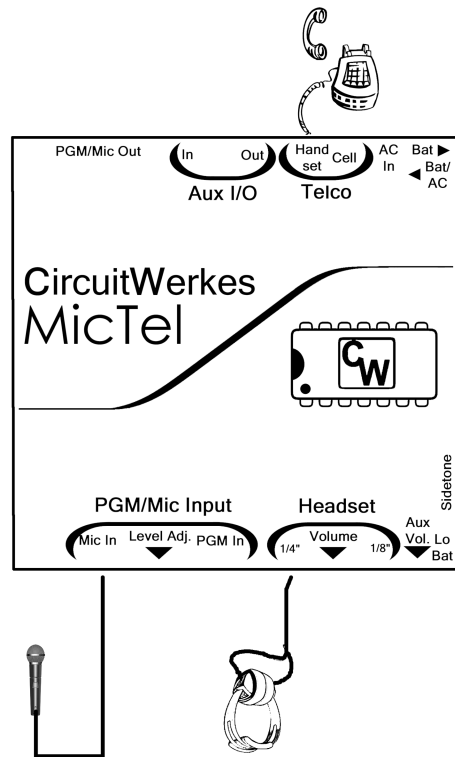 PGM/Mic Out
In Out
Aux I/O
Hand
set Cell
Telco
AC
In
Bat ▶
◀ Bat/
AC
CircuitWerkes
MicTel
CW
Sidetone
PGM/Mic Input
Mic In Level Adj. PGM In
Headset
1/4" Volume 1/8"
Aux
Vol. Lo
Bat